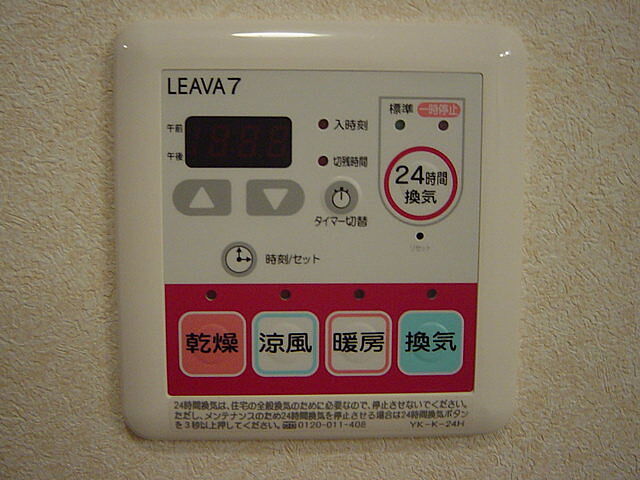 LEAVA7
標準 一時停止
午前
入時刻
午後
切残時間
24時間
換気
タイマー切替
リセット
時刻/セット
乾燥 涼風 暖房 換気
24時間換気は、住宅の全般換気のために必要なので、停止させないでください。
ただし、メンテナンスのため24時間換気を停止させる場合は24時間換気ボタン
を3秒以上押してください。 0120-011-408 YK-K-24H